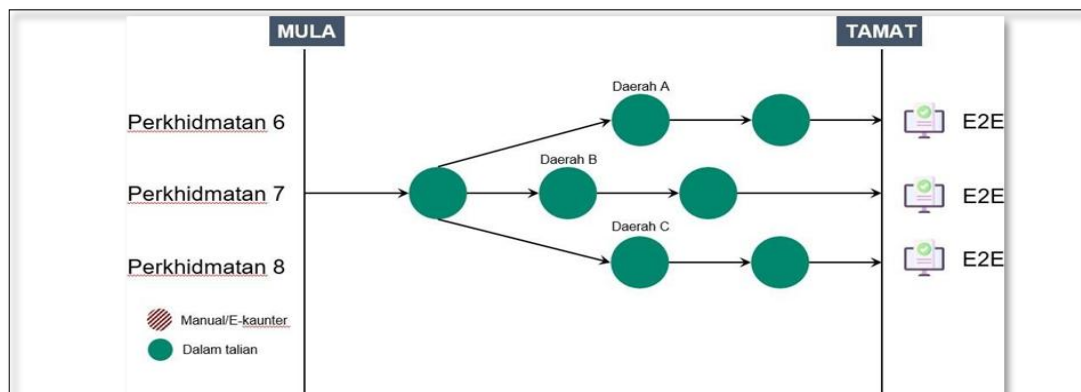 MULA
TAMAT
Daerah A
Perkhidmatan 6
E2E
Daerah B
Perkhidmatan 7
E2E
Daerah C
Perkhidmatan 8
E2E
Manual/E-kaunter
Dalam talian